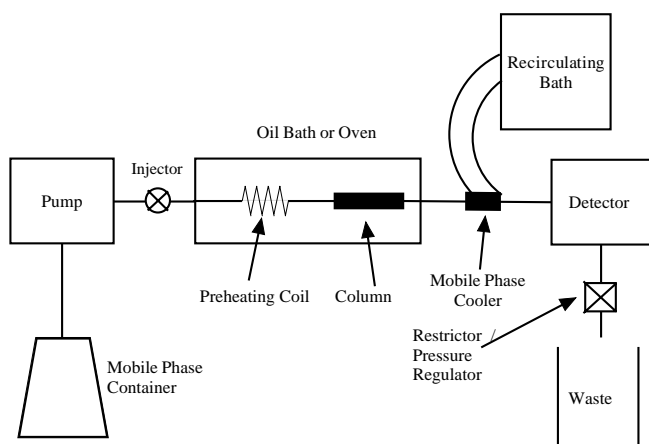 Recirculating
Bath
Oil Bath or Oven
Injector
Pump
Detector
Preheating Coil
Column
Mobile Phase
Cooler
Restrictor /
Pressure
Regulator
Mobile Phase
Container
Waste